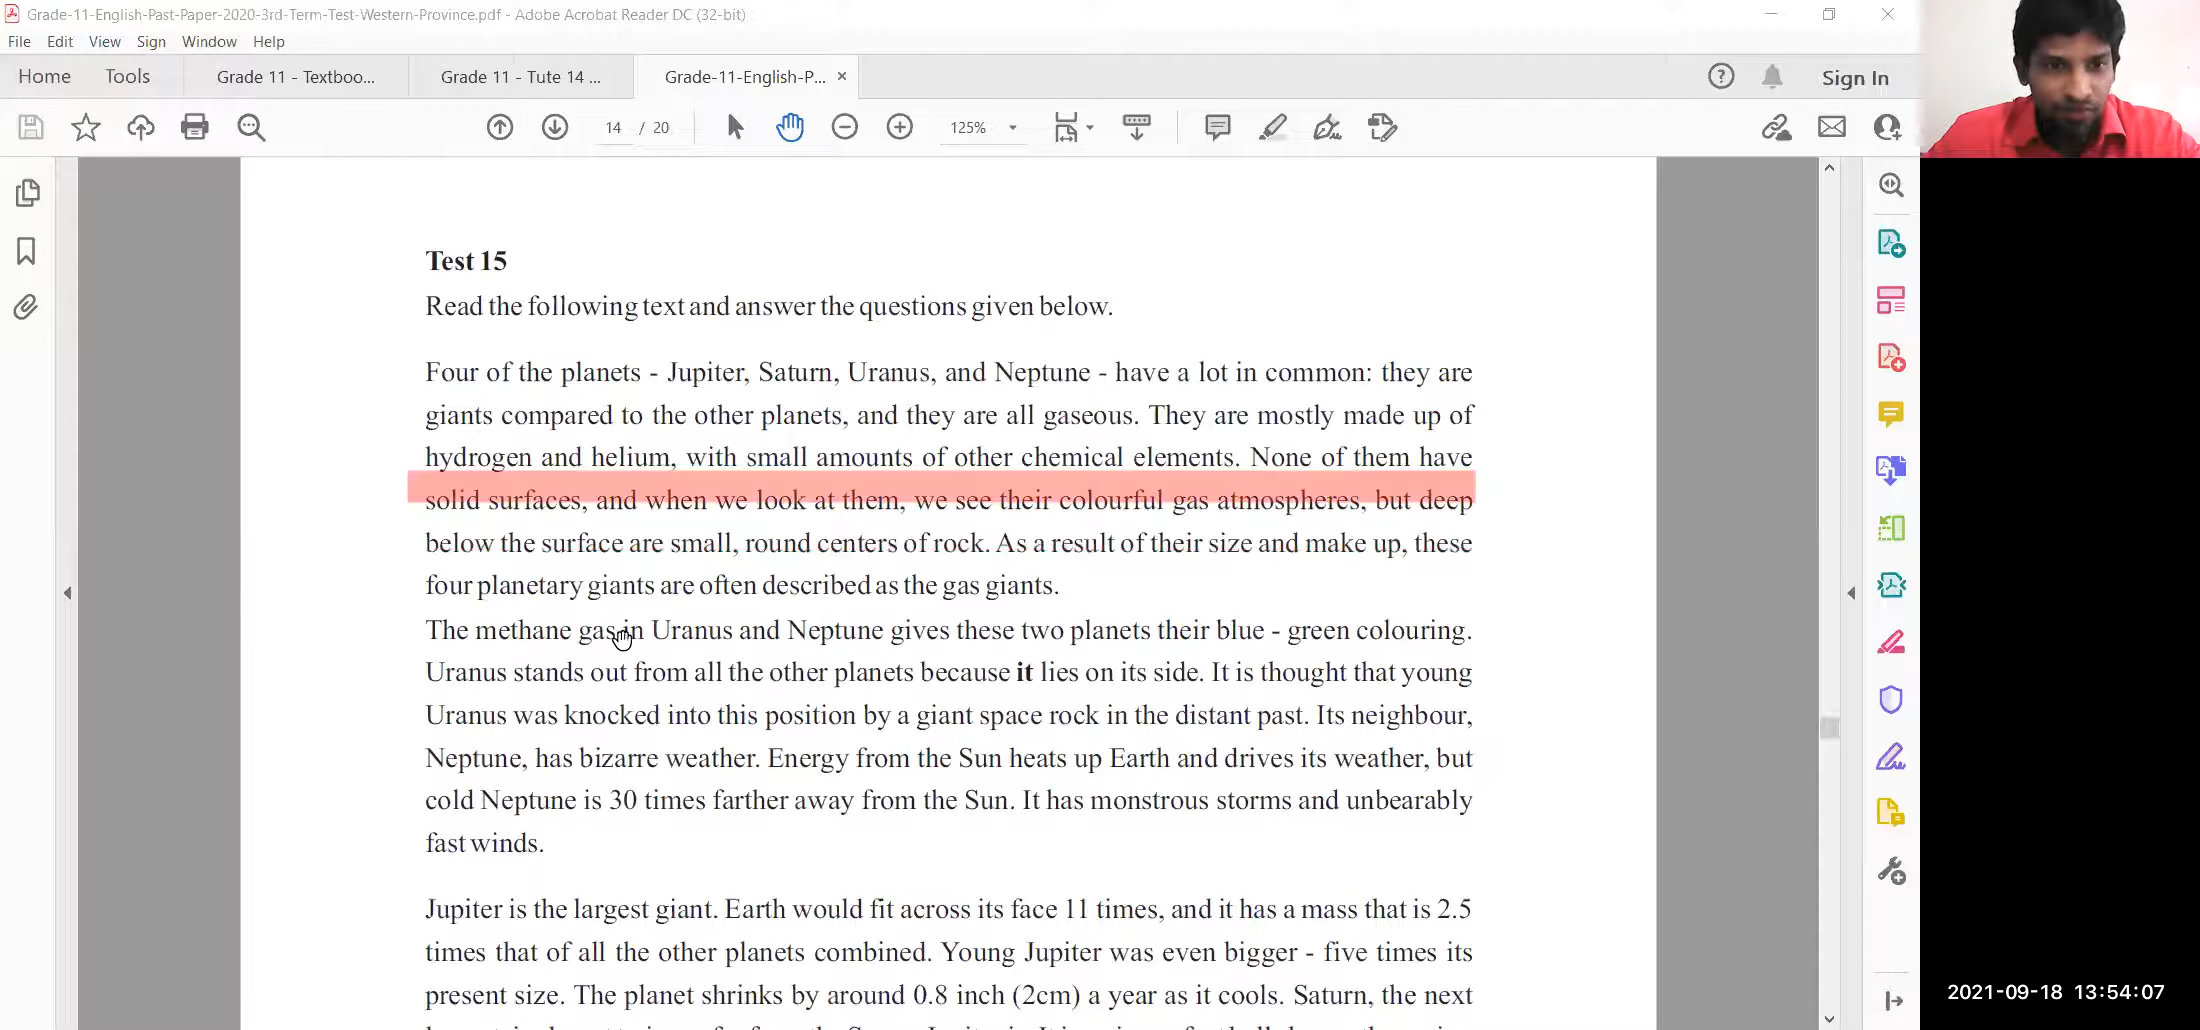 Grade-11-English-Past-Paper-2020-3rd-Term-Test-Western-Province.pdf - Adobe Acrobat Reader DC (32-bit)
File Edit View Sign Window Help
Home Tools Grade 11 - Textboo... Grade 11 - Tute 14 ... Grade-11-English-P... × Sign In
14 / 20 125%
Test 15
Read the following text and answer the questions given below.
Four of the planets - Jupiter, Saturn, Uranus, and Neptune - have a lot in common: they are
giants compared to the other planets, and they are all gaseous. They are mostly made up of
hydrogen and helium, with small amounts of other chemical elements. None of them have
solid surfaces, and when we look at them, we see their colourful gas atmospheres, but deep
below the surface are small, round centers of rock. As a result of their size and make up, these
four planetary giants are often described as the gas giants.
The methane gas in Uranus and Neptune gives these two planets their blue - green colouring.
Uranus stands out from all the other planets because it lies on its side. It is thought that young
Uranus was knocked into this position by a giant space rock in the distant past. Its neighbour,
Neptune, has bizarre weather. Energy from the Sun heats up Earth and drives its weather, but
cold Neptune is 30 times farther away from the Sun. It has monstrous storms and unbearably
fast winds.
Jupiter is the largest giant. Earth would fit across its face 11 times, and it has a mass that is 2.5
times that of all the other planets combined. Young Jupiter was even bigger - five times its
present size. The planet shrinks by around 0.8 inch (2cm) a year as it cools. Saturn, the next
2021-09-18 13:54:07